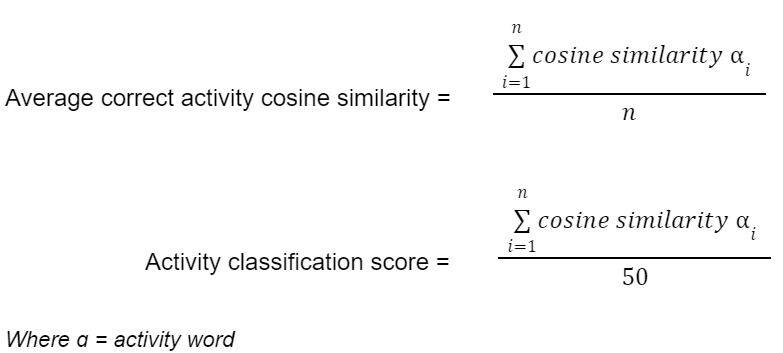 n
∑ cosine similarity α i
i=1
Average correct activity cosine similarity =
n
n
∑ cosine similarity α i
i=1
Activity classification score =
50
Where α = activity word